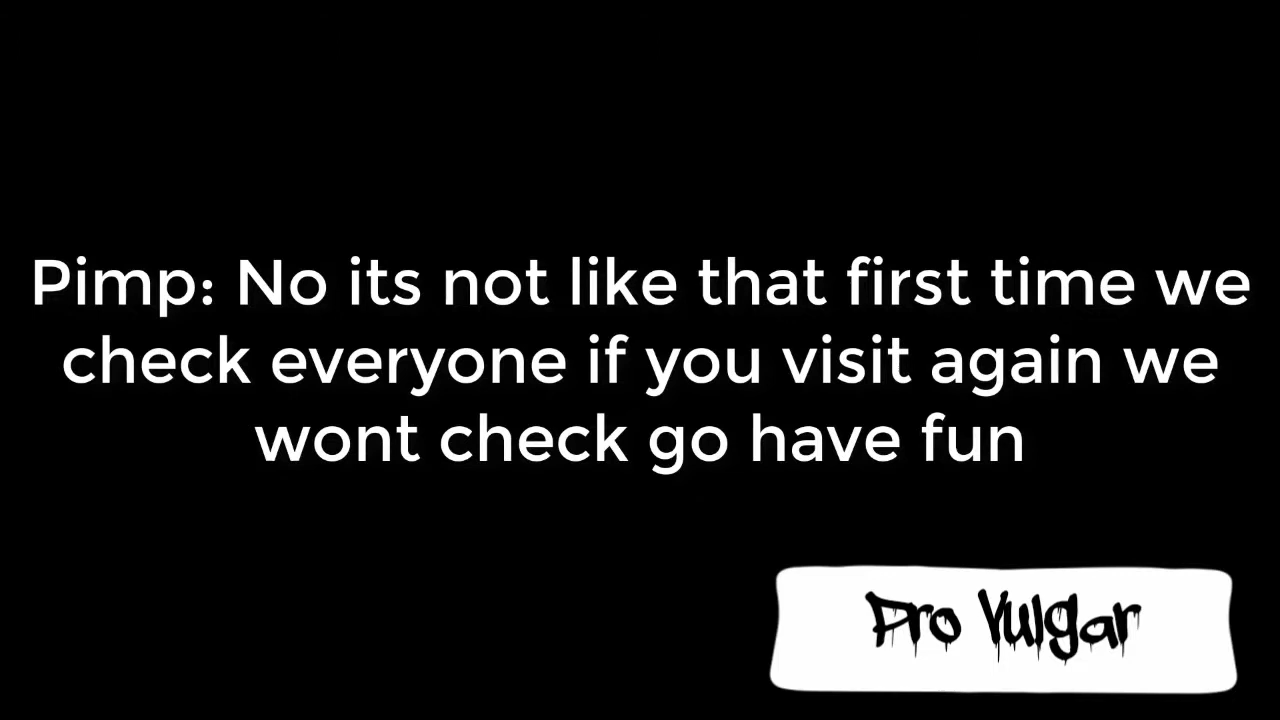 Pimp: No its not like that first time we
check everyone if you visit again we
wont check go have fun
Pro Vulgar